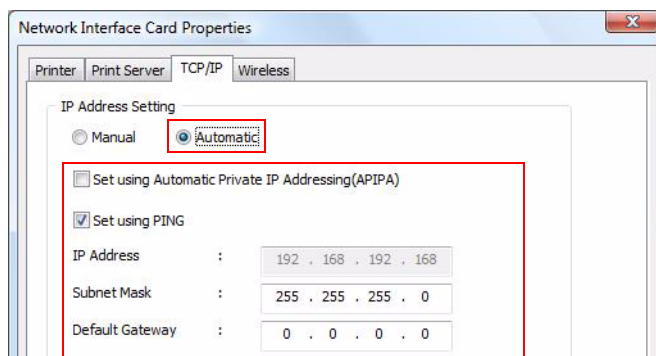 Network Interface Card Properties
Printer Print Server TCP/IP Wireless
IP Address Setting
Manual Automatic
Set using Automatic Private IP Addressing(APIPA)
Set using PING
IP Address : 192 . 168 . 192 . 168
Subnet Mask : 255 . 255 . 255 . 0
Default Gateway : 0 . 0 . 0 . 0